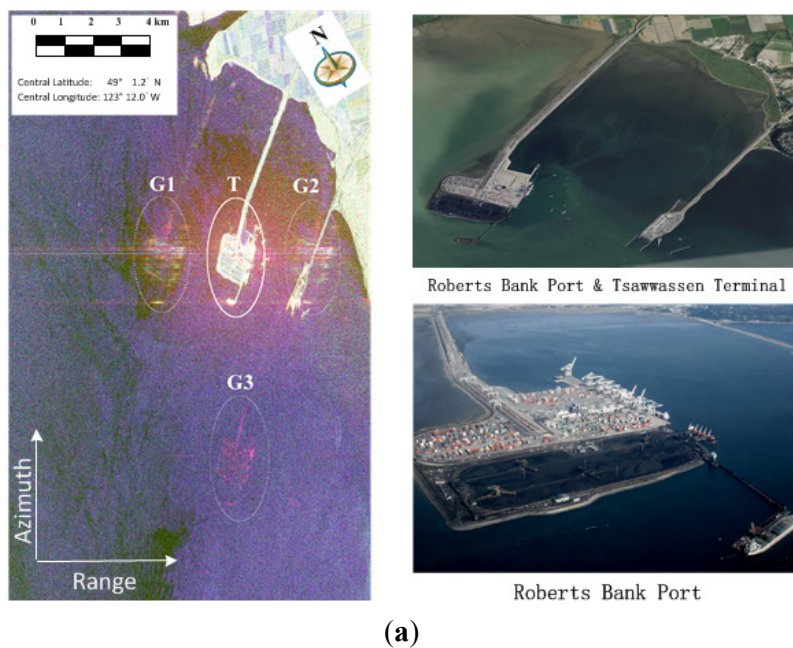 0 1 2 3 4 km
Central Latitude: 49° 1.2` N
Central Longitude: 123° 12.0` W
N
G1 T G2
G3
Azimuth
Range
Roberts Bank Port & Tsawwassen Terminal
Roberts Bank Port
(a)